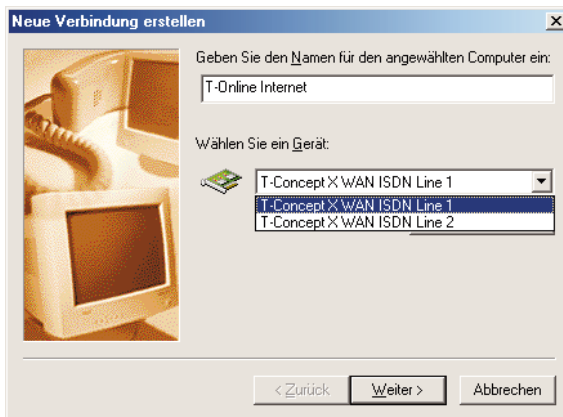 Neue Verbindung erstellen
Geben Sie den Namen für den angewählten Computer ein:
T-Online Internet
Wählen Sie ein Gerät:
T-Concept X WAN ISDN Line 1
T-Concept X WAN ISDN Line 1
T-Concept X WAN ISDN Line 2
< Zurück Weiter > Abbrechen